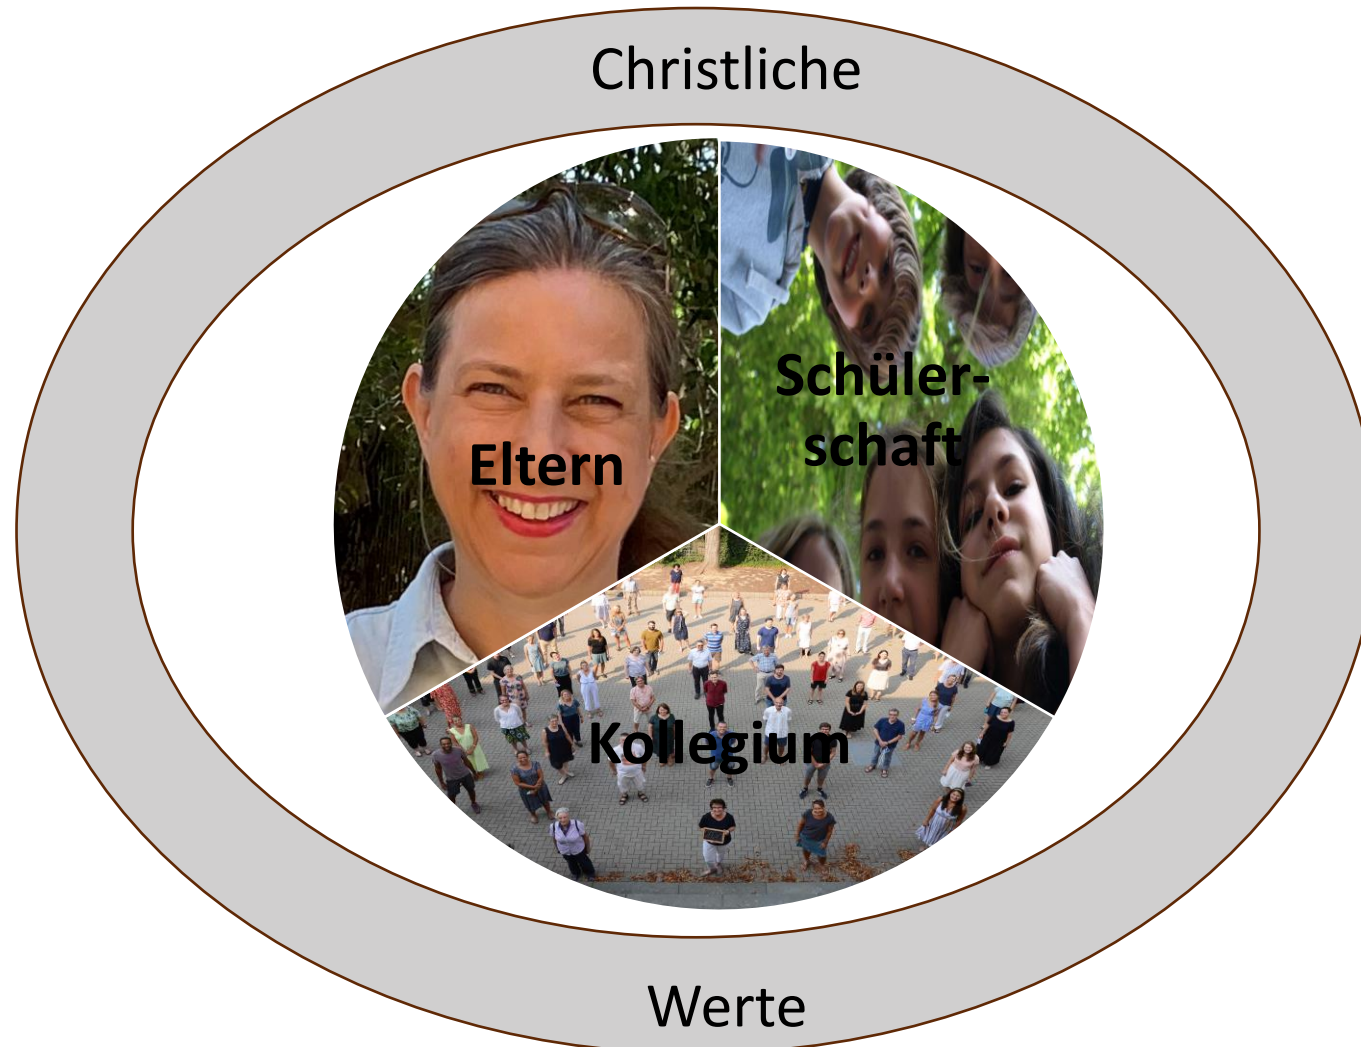 Christliche
Schüler-
schaft
Eltern
Kollegium
Werte